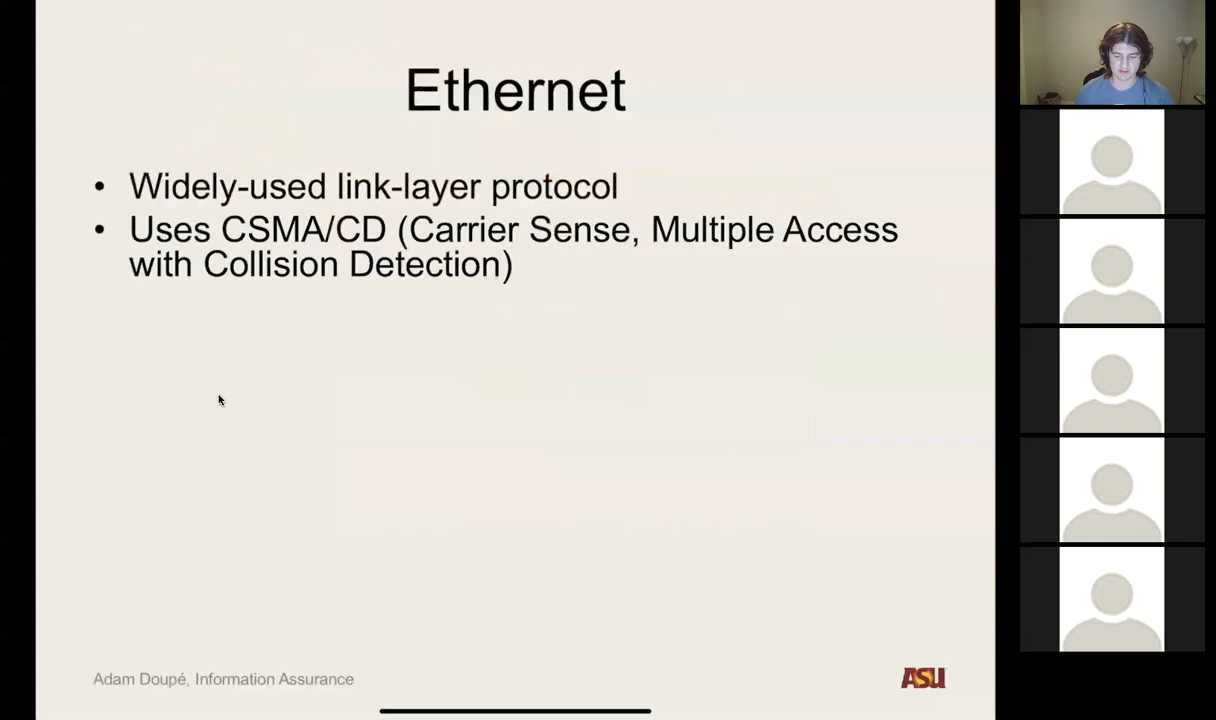 Ethernet
• Widely-used link-layer protocol
• Uses CSMA/CD (Carrier Sense, Multiple Access
with Collision Detection)
Adam Doupé, Information Assurance
ASU